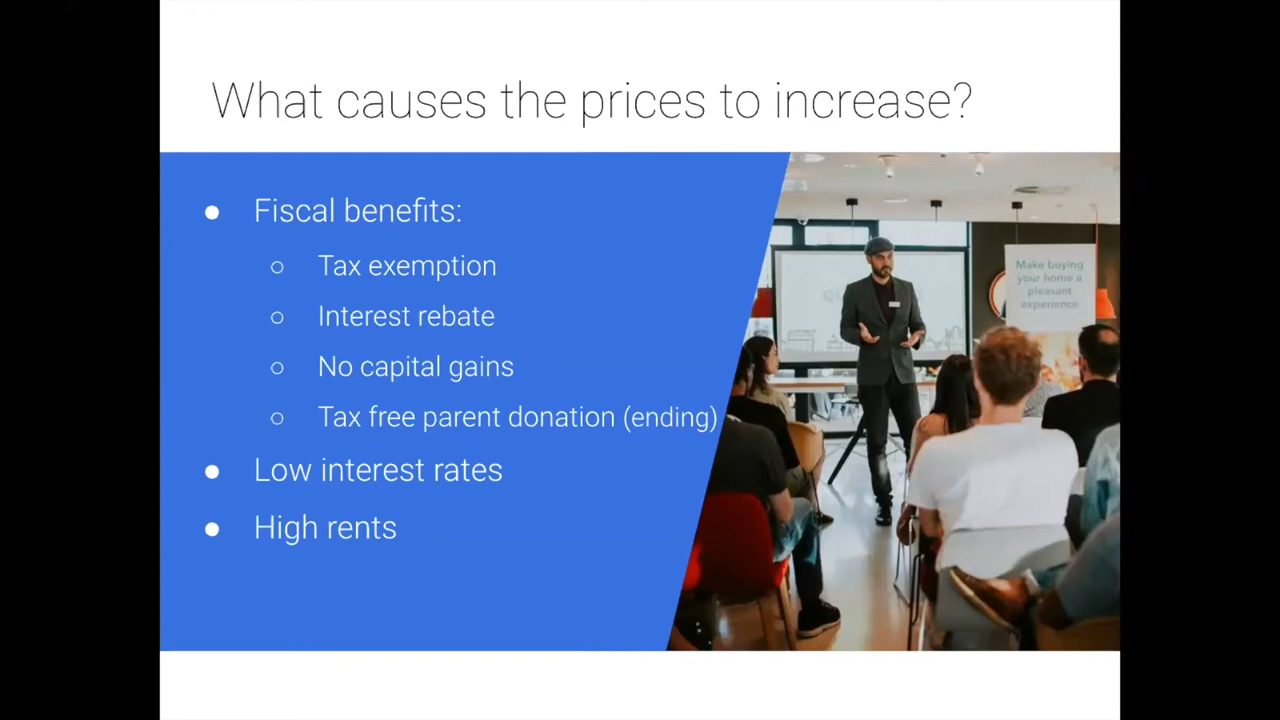 What causes the prices to increase?
● Fiscal benefits:
○ Tax exemption
○ Interest rebate
○ No capital gains
○ Tax free parent donation (ending)
● Low interest rates
● High rents
Make buying
your home a
pleasant
experience